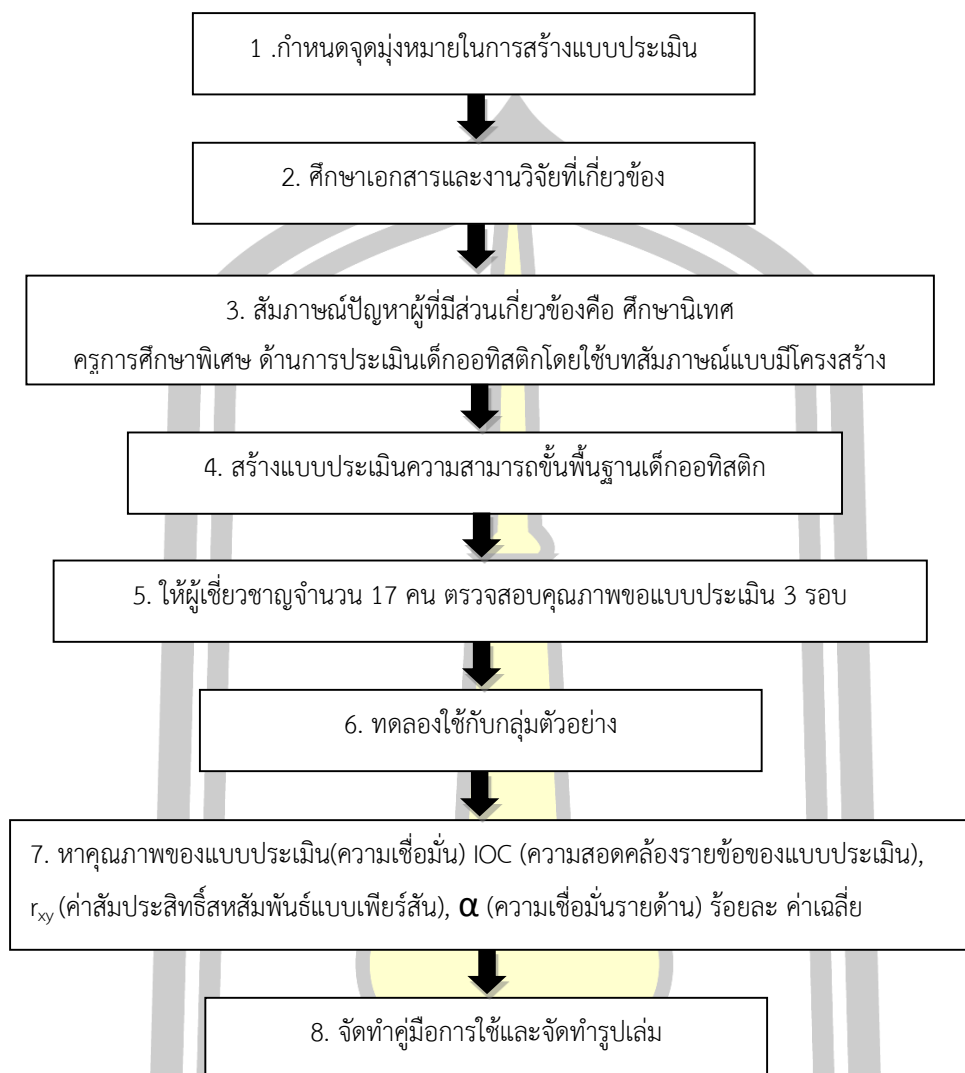 1 .กำหนดจุดมุ่งหมายในการสร้างแบบประเมิน
2. ศึกษาเอกสารและงานวิจัยที่เกี่ยวข้อง
3. สัมภาษณ์ปัญหาผู้ที่มีส่วนเกี่ยวข้องคือ ศึกษานิเทศ
ครูการศึกษาพิเศษ ด้านการประเมินเด็กออทิสติกโดยใช้บทสัมภาษณ์แบบมีโครงสร้าง
4. สร้างแบบประเมินความสามารถขั้นพื้นฐานเด็กออทิสติก
5. ให้ผู้เชี่ยวชาญจำนวน 17 คน ตรวจสอบคุณภาพขอแบบประเมิน 3 รอบ
6. ทดลองใช้กับกลุ่มตัวอย่าง
7. หาคุณภาพของแบบประเมิน(ความเชื่อมั่น) IOC (ความสอดคล้องรายข้อของแบบประเมิน),
rxy (ค่าสัมประสิทธิ์สหสัมพันธ์แบบเพียร์สัน), α (ความเชื่อมั่นรายด้าน) ร้อยละ ค่าเฉลี่ย
8. จัดทำคู่มือการใช้และจัดทำรูปเล่ม